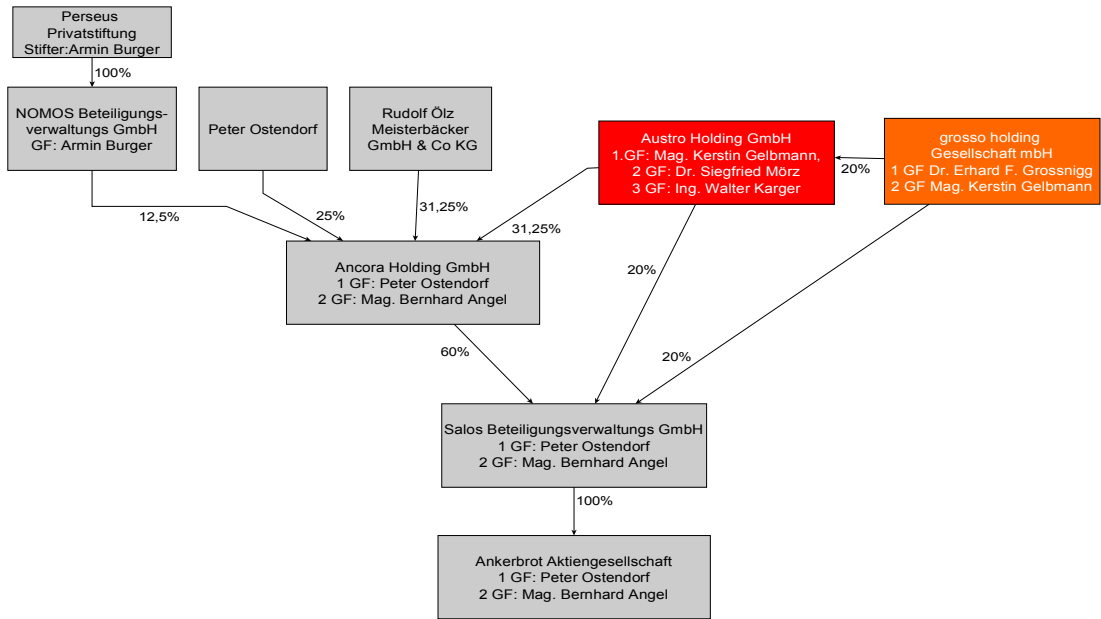 Perseus
Privatstiftung
Stifter:Armin Burger
100%
NOMOS Beteiligungs-
verwaltungs GmbH
GF: Armin Burger
Peter Ostendorf
Rudolf Ölz
Meisterbäcker
GmbH & Co KG
Austro Holding GmbH
1.GF: Mag. Kerstin Gelbmann,
2 GF: Dr. Siegfried Mörz
3 GF: Ing. Walter Karger
20%
grosso holding
Gesellschaft mbH
1 GF Dr. Erhard F. Grossnigg
2 GF Mag. Kerstin Gelbmann
12,5%
25%
31,25%
31,25%
Ancora Holding GmbH
1 GF: Peter Ostendorf
2 GF: Mag. Bernhard Angel
60%
20%
20%
Salos Beteiligungsverwaltungs GmbH
1 GF: Peter Ostendorf
2 GF: Mag. Bernhard Angel
100%
Ankerbrot Aktiengesellschaft
1 GF: Peter Ostendorf
2 GF: Mag. Bernhard Angel